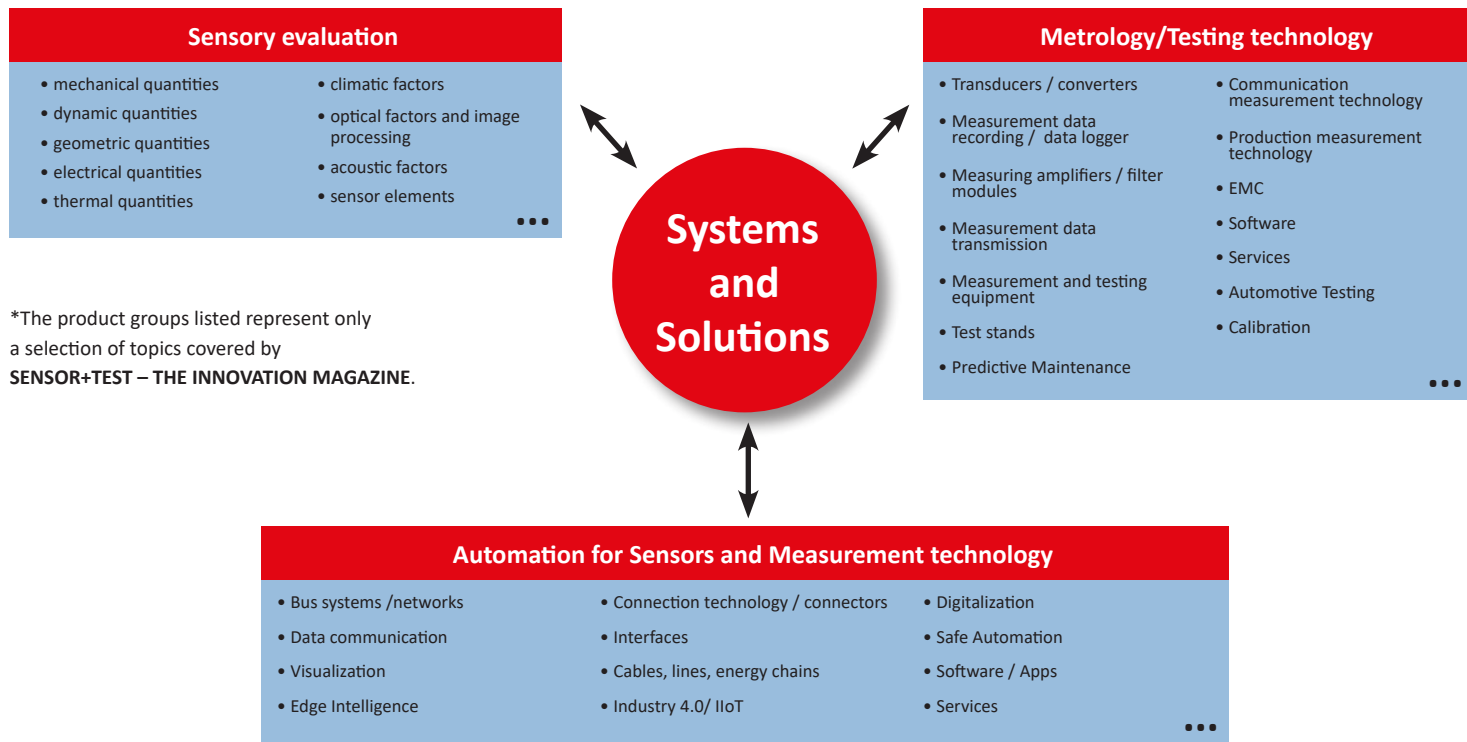 Sensory evaluation
• mechanical quantities
• dynamic quantities
• geometric quantities
• electrical quantities
• thermal quantities
• climatic factors
• optical factors and image
processing
• acoustic factors
• sensor elements
...
Metrology/Testing technology
• Transducers / converters
• Measurement data
recording / data logger
• Measuring amplifiers / filter
modules
• Measurement data
transmission
• Measurement and testing
equipment
• Test stands
• Predictive Maintenance
• Communication
measurement technology
• Production measurement
technology
• EMC
• Software
• Services
• Automotive Testing
• Calibration
...
Systems
and
Solutions
*The product groups listed represent only
a selection of topics covered by
SENSOR+TEST – THE INNOVATION MAGAZINE.
Automation for Sensors and Measurement technology
• Bus systems /networks
• Data communication
• Visualization
• Edge Intelligence
• Connection technology / connectors
• Interfaces
• Cables, lines, energy chains
• Industry 4.0/ IIoT
• Digitalization
• Safe Automation
• Software / Apps
• Services
...